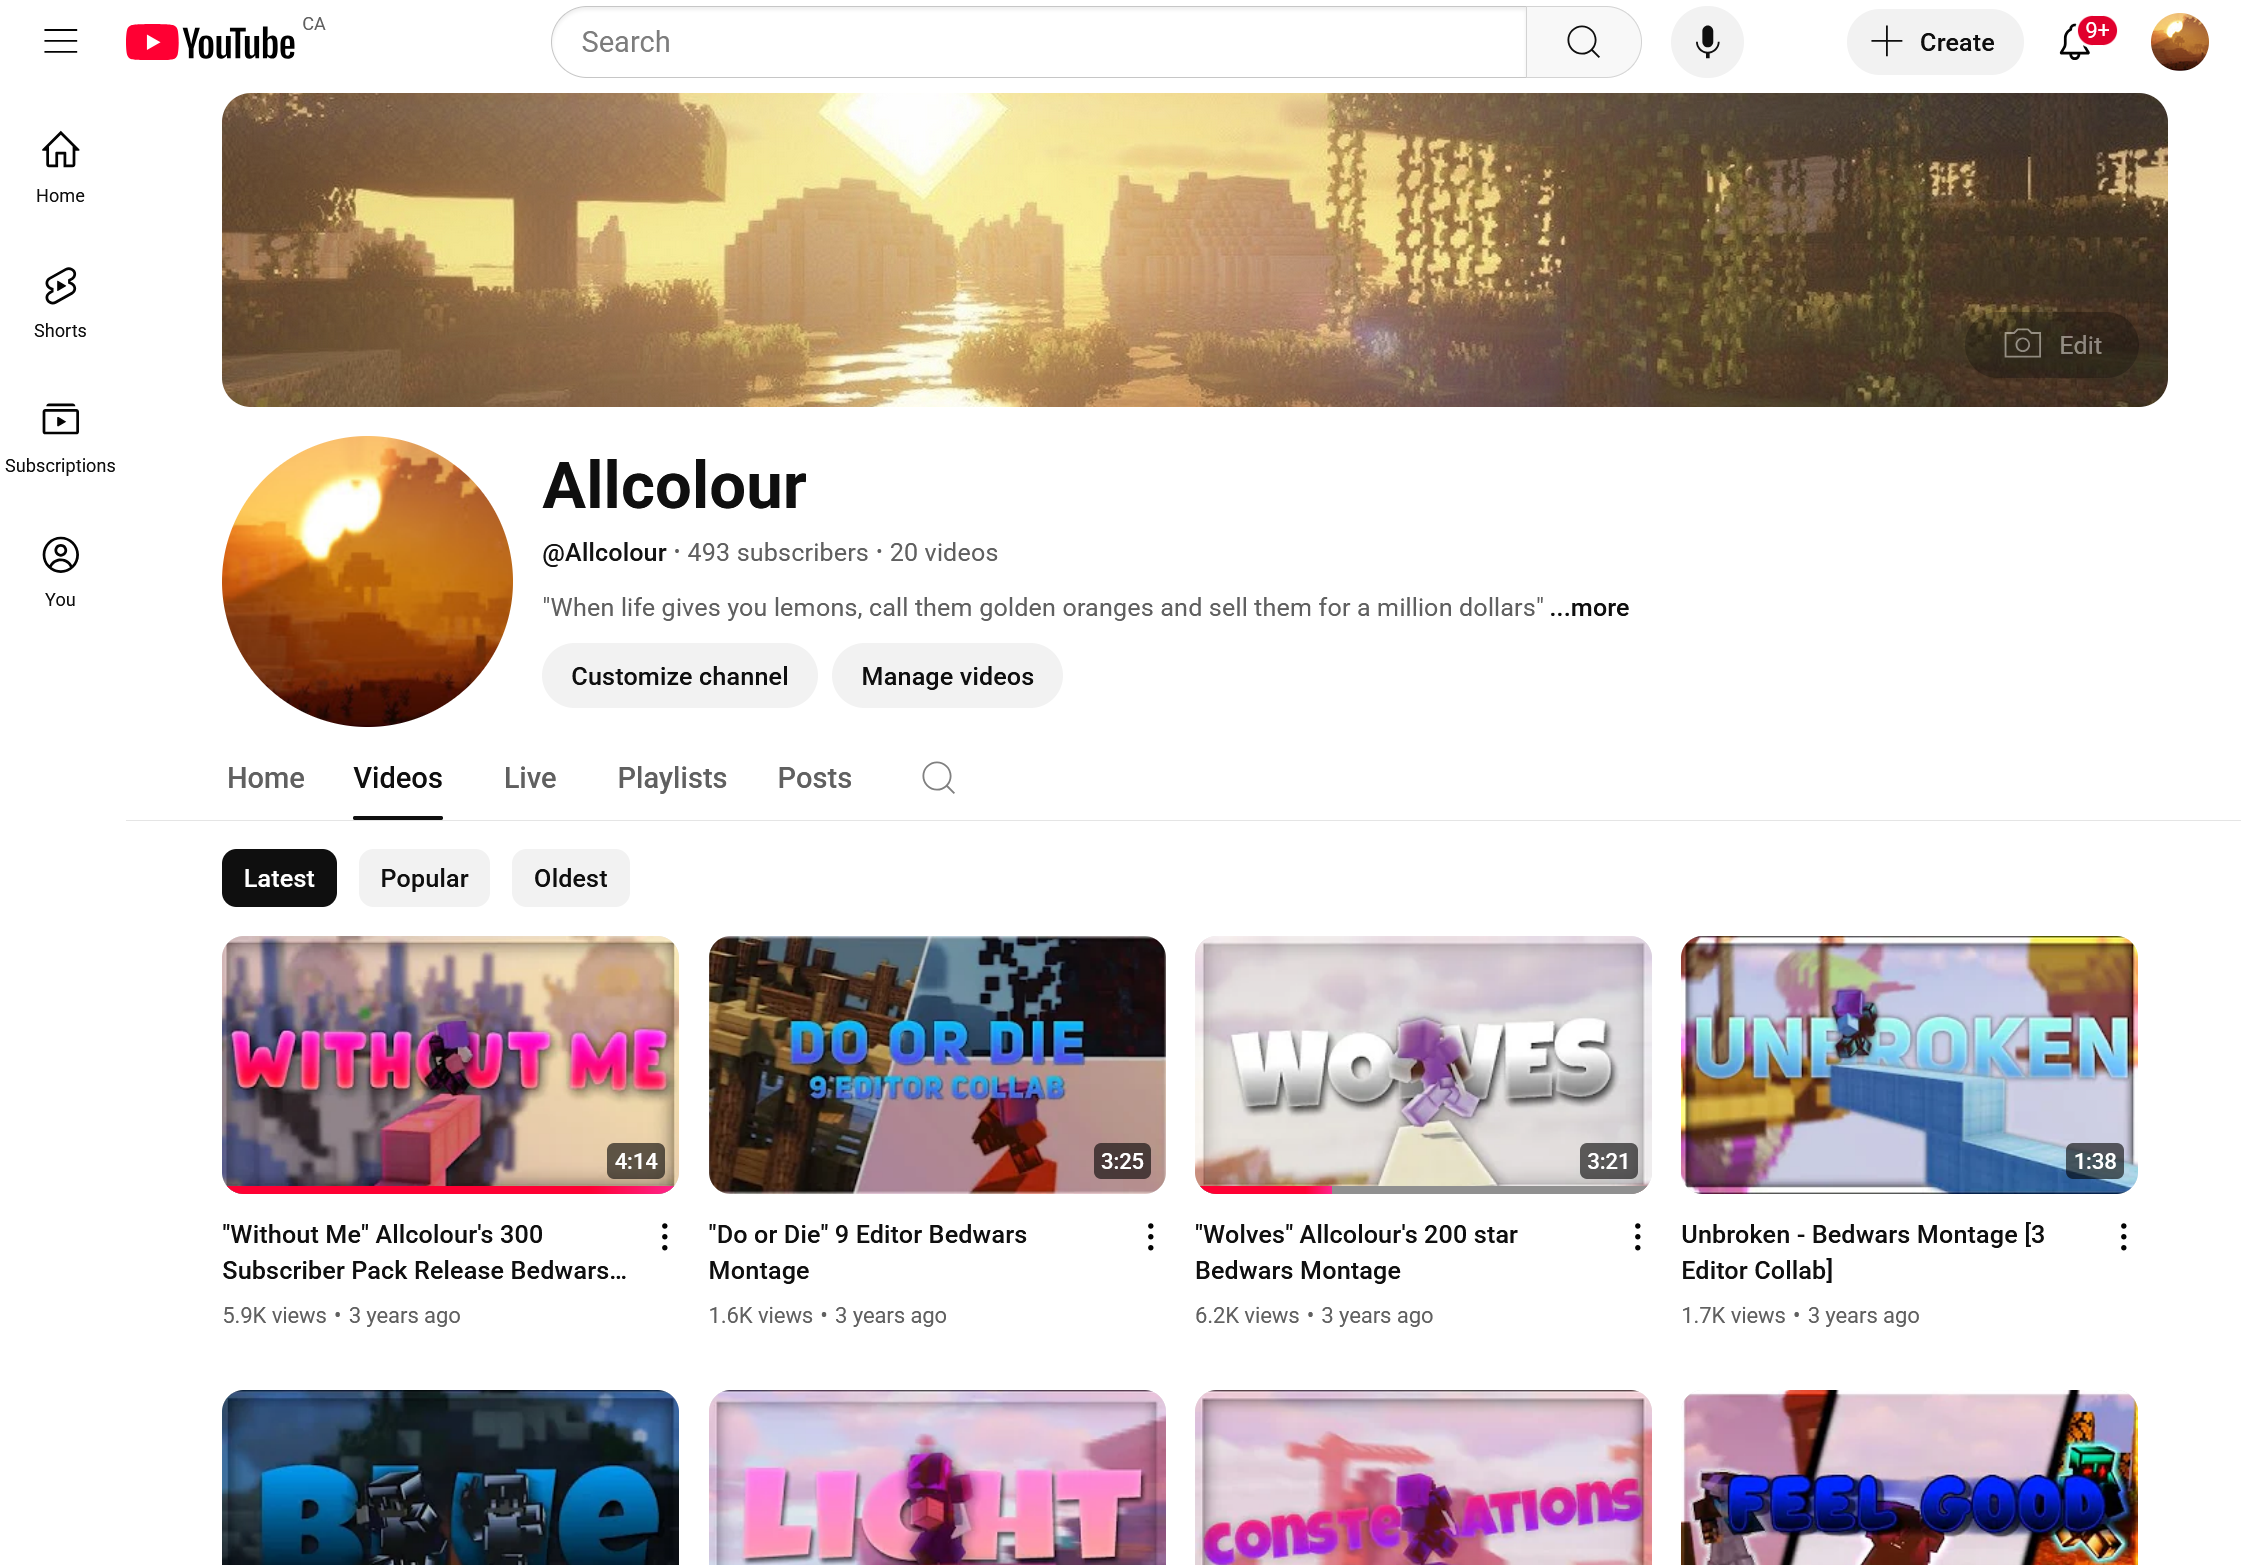 YouTube CA
Search
Create
9+
Home
Shorts
Subscriptions
You
Edit
Allcolour
@Allcolour • 493 subscribers • 20 videos
"When life gives you lemons, call them golden oranges and sell them for a million dollars" ...more
Customize channel
Manage videos
Home Videos Live Playlists Posts
Latest Popular Oldest
WITHOUT ME
4:14
DO OR DIE
9 EDITOR COLLAB
3:25
WOLVES
3:21
UNBROKEN
1:38
"Without Me" Allcolour's 300
Subscriber Pack Release Bedwars...
5.9K views • 3 years ago
"Do or Die" 9 Editor Bedwars
Montage
1.6K views • 3 years ago
"Wolves" Allcolour's 200 star
Bedwars Montage
6.2K views • 3 years ago
Unbroken - Bedwars Montage [3
Editor Collab]
1.7K views • 3 years ago
BLUE
LIGHT
CONSTELLATIONS
FEEL GOOD